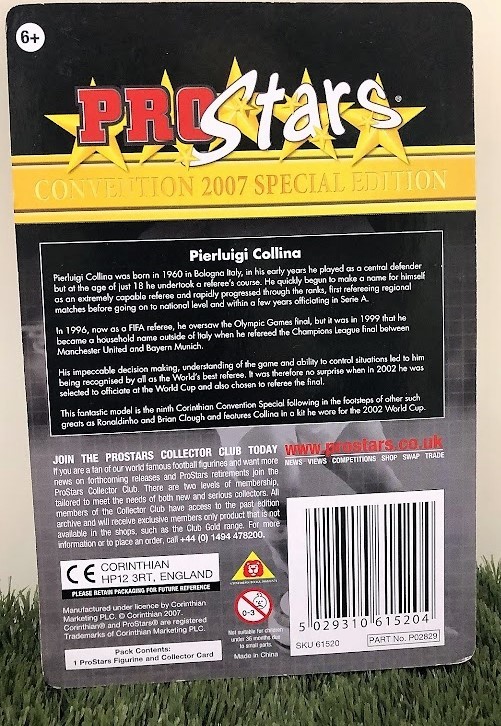 6+
PROStars®
CONVENTION 2007 SPECIAL EDITION
Pierluigi Collina
Pierluigi Collina was born in 1960 in Bologna Italy, in his early years he played as a central defender
but at the age of just 18 he undertook a referee's course. He quickly begun to make a name for himself
as an extremely capable referee and rapidly progressed through the ranks, first refereeing regional
matches before going on to national level and within a few years officiating in Serie A.
In 1996, now as a FIFA referee, he oversaw the Olympic Games final, but it was in 1999 that he
became a household name outside of Italy when he refereed the Champions League final between
Manchester United and Bayern Munich.
His impeccable decision making, understanding of the game and ability to control situations led to him
being recognised by all as the World's best referee. It was therefore no surprise when in 2002 he was
selected to officiate at the World Cup and also chosen to referee the final.
This fantastic model is the ninth Corinthian Convention Special following in the footsteps of other such
greats as Ronaldinho and Brian Clough and features Collina in a kit he wore for the 2002 World Cup.
JOIN THE PROSTARS COLLECTOR CLUB TODAY
If you are a fan of our world famous football figurines and want more
news on forthcoming releases and ProStars retirements join the
ProStars Collector Club. There are two levels of membership,
tailored to meet the needs of both new and serious collectors. All
members of the Collector Club have access to the past edition
archive and will receive exclusive members only product that is not
available in the shops, such as the Club Gold range. For more
information or to place an order, call +44 (0) 1494 478200.
www.prostars.co.uk
NEWS VIEWS COMPETITIONS SHOP SWAP TRADE
CE CORINTHIAN
HP12 3RT, ENGLAND
PLEASE RETAIN PACKAGING FOR FUTURE REFERENCE
Manufactured under licence by Corinthian
Marketing PLC. © Corinthian 2007.
Corinthian® and ProStars® are registered
Trademarks of Corinthian Marketing PLC.
Pack Contents:
1 ProStars Figurine and Collector Card
0-3
Not suitable for children
under 36 months due
to small parts.
Made in China
5 029310 615204
SKU 61520
PART No. P02829